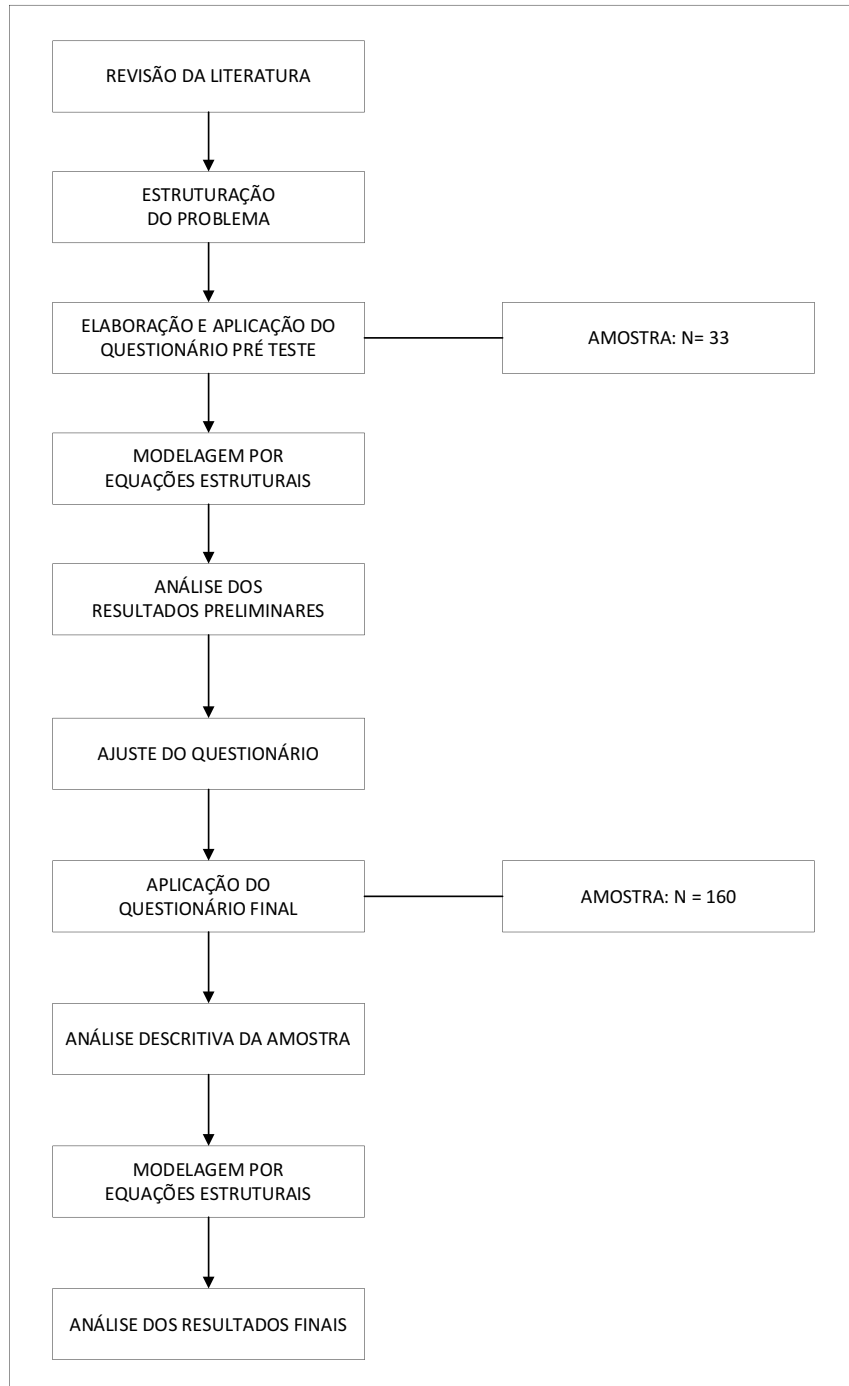 REVISÃO DA LITERATURA
ESTRUTURAÇÃO
DO PROBLEMA
ELABORAÇÃO E APLICAÇÃO DO
QUESTIONÁRIO PRÉ TESTE
AMOSTRA: N= 33
MODELAGEM POR
EQUAÇÕES ESTRUTURAIS
ANÁLISE DOS
RESULTADOS PRELIMINARES
AJUSTE DO QUESTIONÁRIO
APLICAÇÃO DO
QUESTIONÁRIO FINAL
AMOSTRA: N = 160
ANÁLISE DESCRITIVA DA AMOSTRA
MODELAGEM POR
EQUAÇÕES ESTRUTURAIS
ANÁLISE DOS RESULTADOS FINAIS